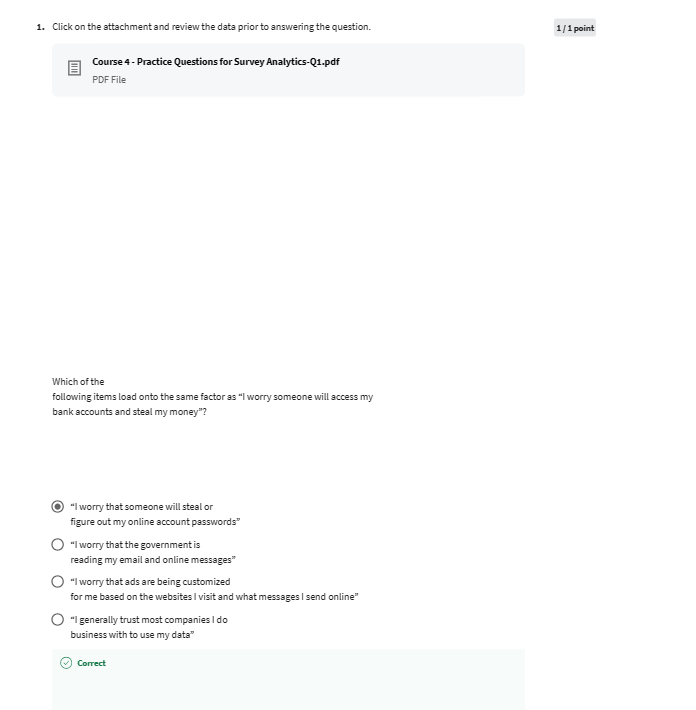 1. Click on the attachment and review the data prior to answering the question.
1 / 1 point
Course 4 - Practice Questions for Survey Analytics-Q1.pdf
PDF File
Which of the
following items load onto the same factor as “I worry someone will access my
bank accounts and steal my money”?
“I worry that someone will steal or
figure out my online account passwords”
“I worry that the government is
reading my email and online messages”
“I worry that ads are being customized
for me based on the websites I visit and what messages I send online”
“I generally trust most companies I do
business with to use my data”
Correct